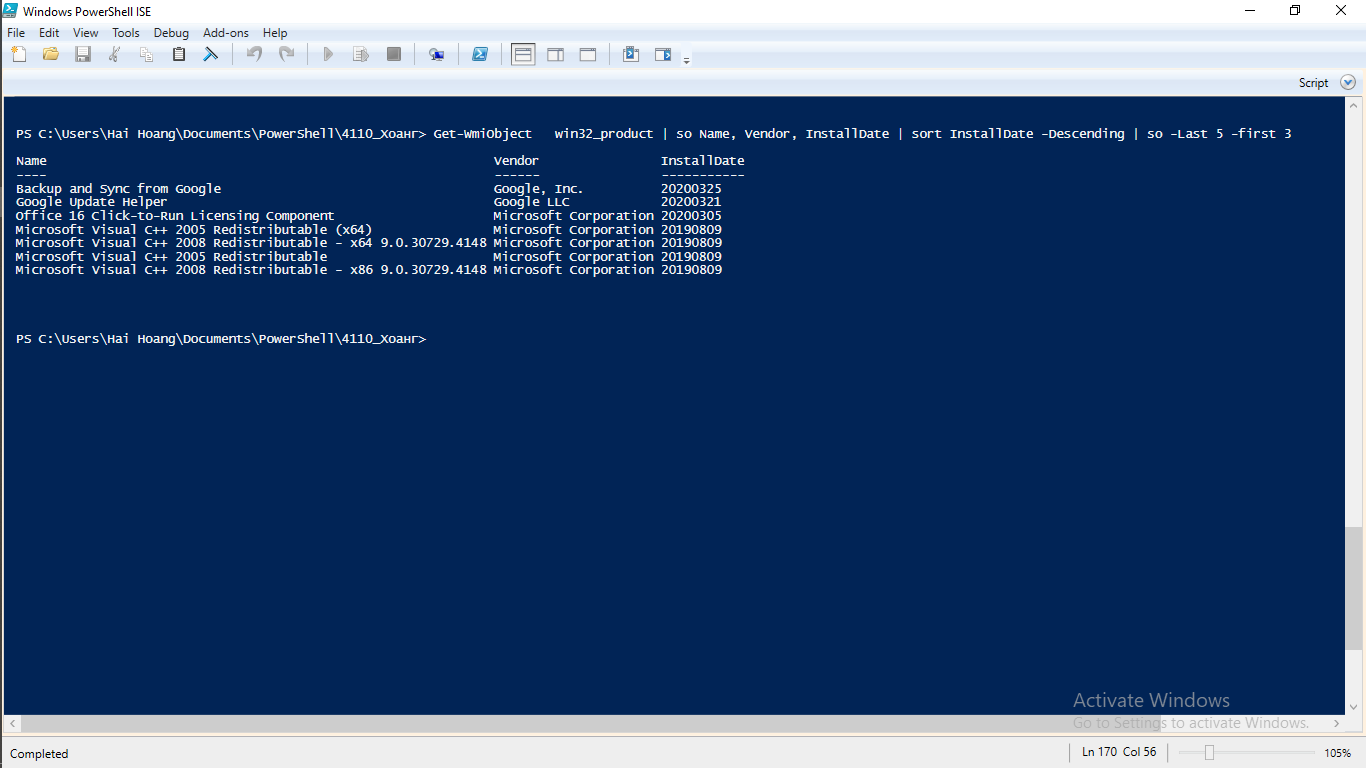 Windows PowerShell ISE
File Edit View Tools Debug Add-ons Help
Script
PS C:\Users\Hai Hoang\Documents\PowerShell\4110_Хоанг> Get-WmiObject   win32_product | so Name, Vendor, InstallDate | sort InstallDate -Descending | so -Last 5 -first 3
Name Vendor InstallDate
---- ------ -----------
Backup and Sync from Google Google, Inc. 20200325
Google Update Helper Google LLC 20200321
Office 16 Click-to-Run Licensing Component Microsoft Corporation 20200305
Microsoft Visual C++ 2005 Redistributable (x64) Microsoft Corporation 20190809
Microsoft Visual C++ 2008 Redistributable - x64 9.0.30729.4148 Microsoft Corporation 20190809
Microsoft Visual C++ 2005 Redistributable Microsoft Corporation 20190809
Microsoft Visual C++ 2008 Redistributable - x86 9.0.30729.4148 Microsoft Corporation 20190809
PS C:\Users\Hai Hoang\Documents\PowerShell\4110_Хоанг>
Activate Windows
Go to Settings to activate Windows.
Completed Ln 170 Col 56 105%